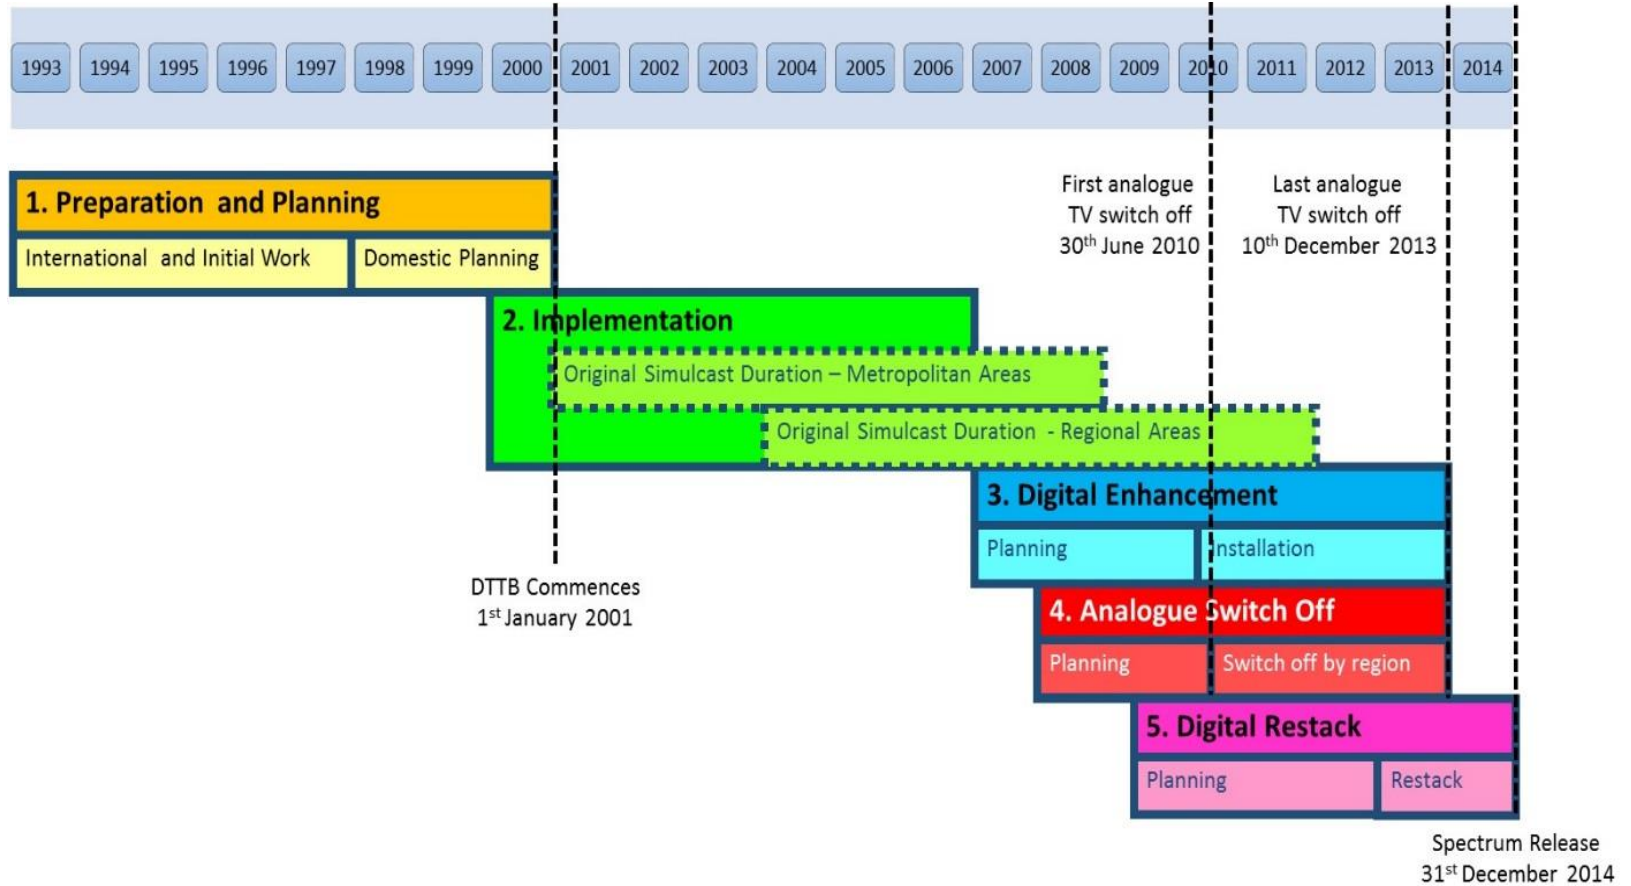 1993 1994 1995 1996 1997 1998 1999 2000 2001 2002 2003 2004 2005 2006 2007 2008 2009 2010 2011 2012 2013 2014
First analogue
TV switch off
30th June 2010
Last analogue
TV switch off
10th December 2013
1. Preparation and Planning
International and Initial Work
Domestic Planning
2. Implementation
Original Simulcast Duration – Metropolitan Areas
Original Simulcast Duration - Regional Areas
3. Digital Enhancement
Planning
Installation
DTTB Commences
1st January 2001
4. Analogue Switch Off
Planning
Switch off by region
5. Digital Restack
Planning
Restack
Spectrum Release
31st December 2014